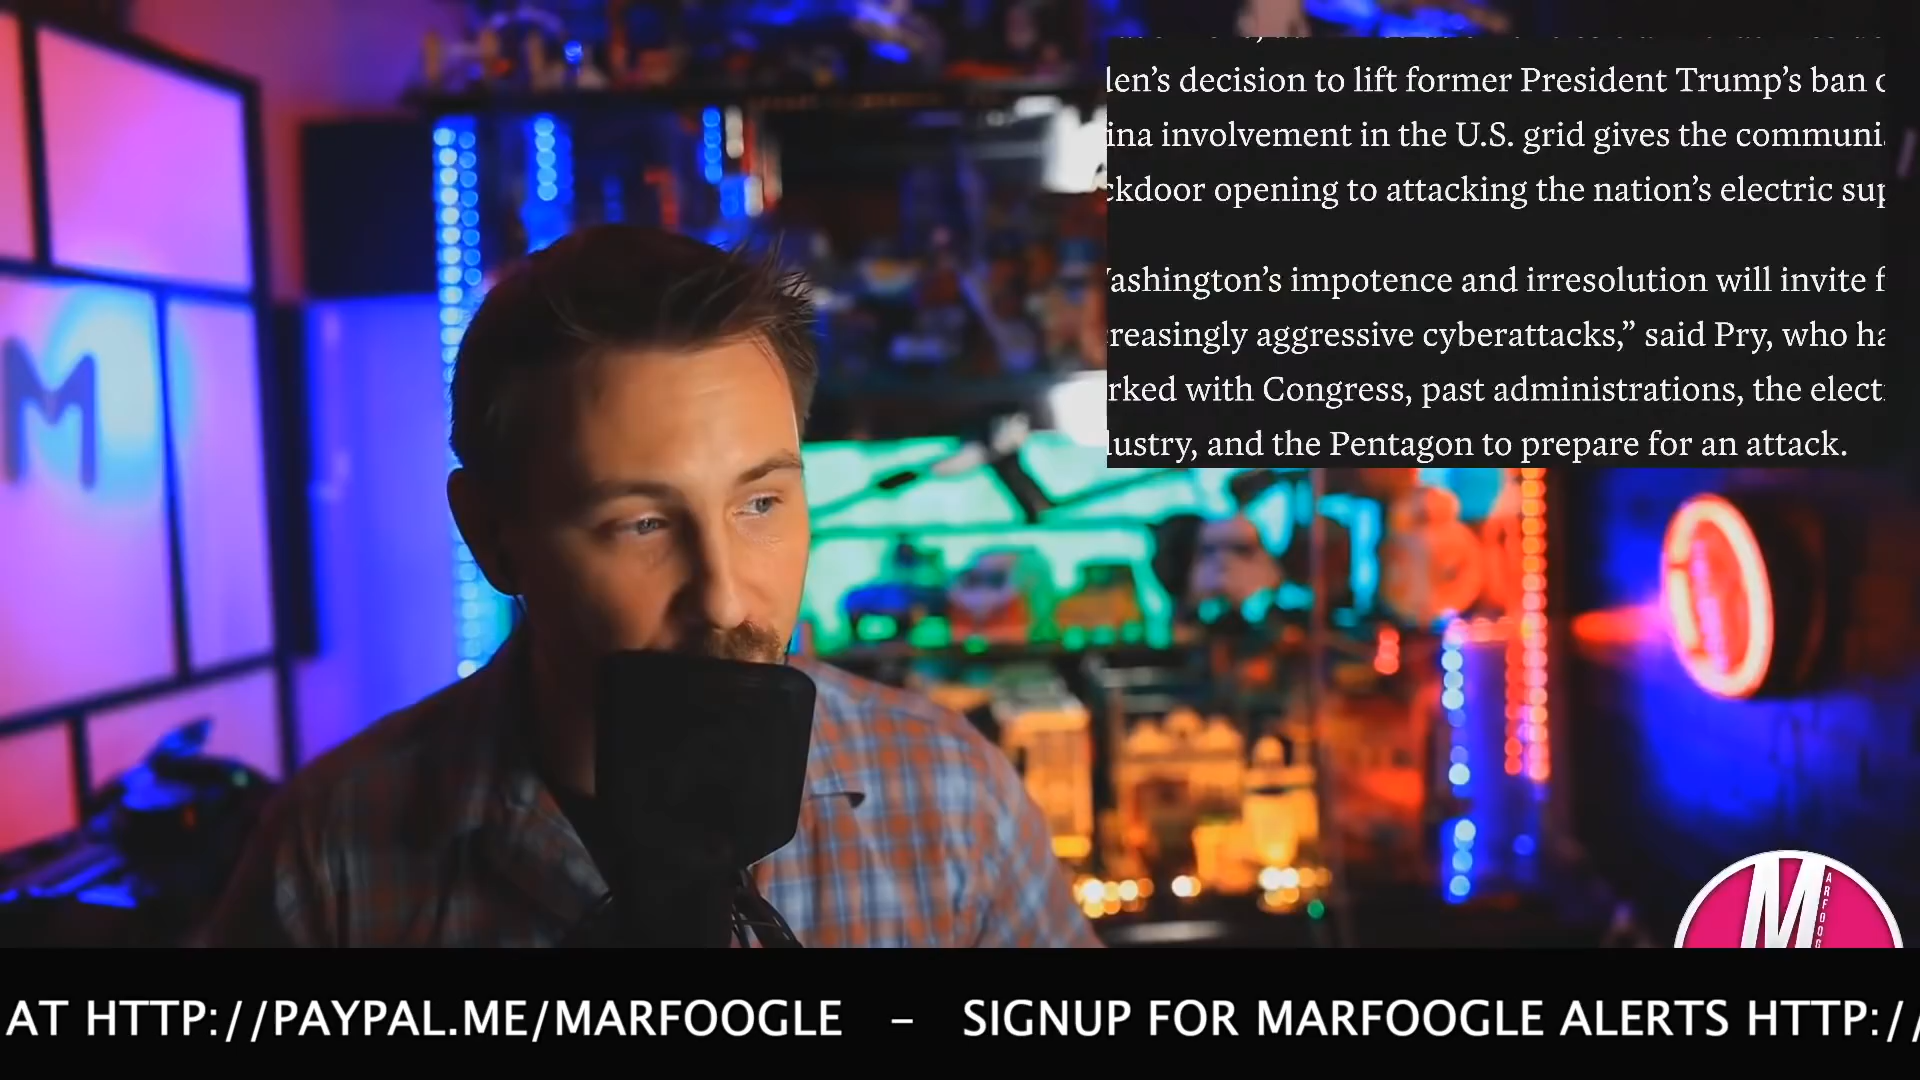 len’s decision to lift former President Trump’s ban
ina involvement in the U.S. grid gives the communi
ckdoor opening to attacking the nation’s electric sup
ashington’s impotence and irresolution will invite f
reasingly aggressive cyberattacks,” said Pry, who ha
rked with Congress, past administrations, the elect
lustry, and the Pentagon to prepare for an attack.
M
M
ARFOOG
AT HTTP://PAYPAL.ME/MARFOOGLE – SIGNUP FOR MARFOOGLE ALERTS HTTP://